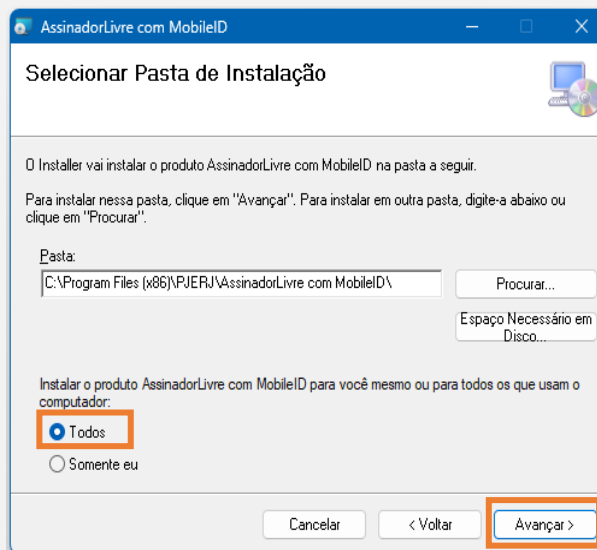 AssinadorLivre com MobileID
Selecionar Pasta de Instalação
O Installer vai instalar o produto AssinadorLivre com MobileID na pasta a seguir.
Para instalar nessa pasta, clique em "Avançar". Para instalar em outra pasta, digite-a abaixo ou
clique em "Procurar".
Pasta:
C:\Program Files (x86)\PJERJ\AssinadorLivre com MobileID\
Procurar...
Espaço Necessário em
Disco...
Instalar o produto AssinadorLivre com MobileID para você mesmo ou para todos os que usam o
computador:
Todos
Somente eu
Cancelar
< Voltar
Avançar >